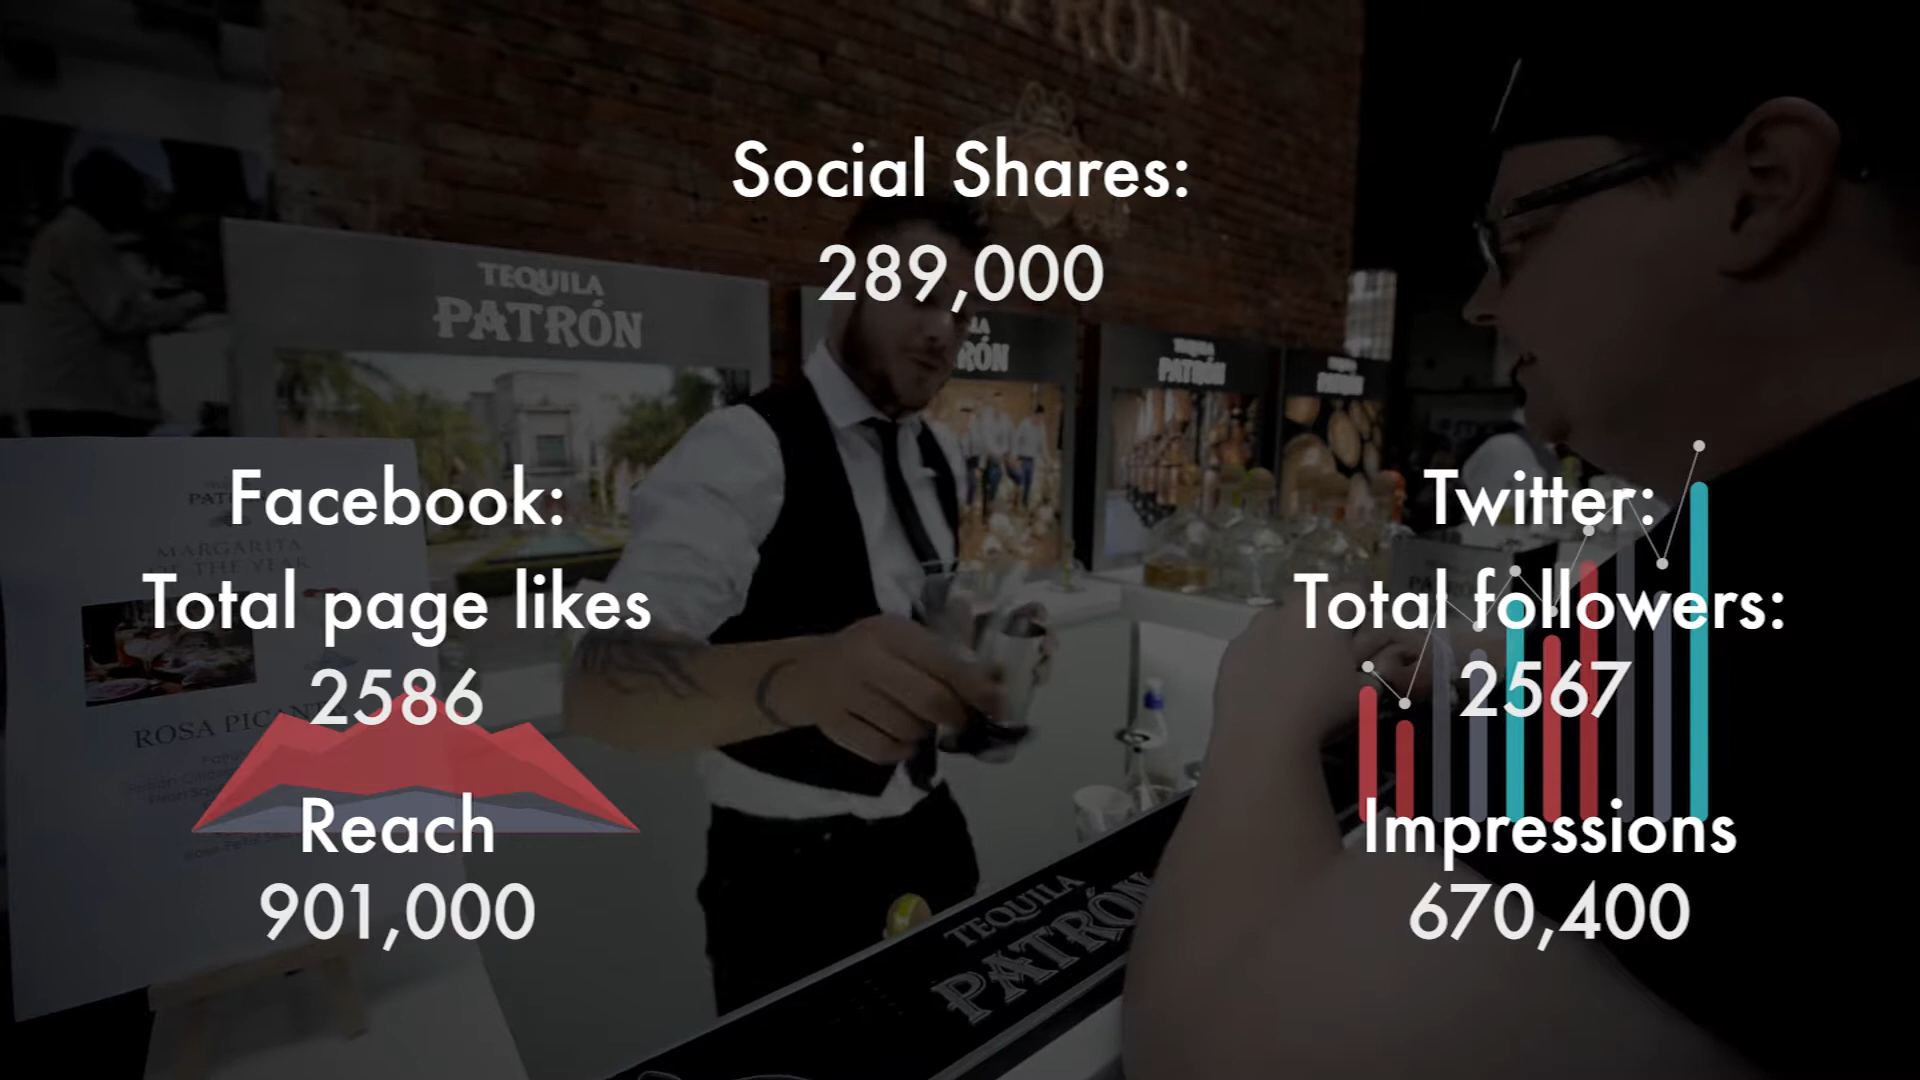 Social Shares:
289,000
Facebook:
Total page likes
2586
Reach
901,000
Twitter:
Total followers:
2567
Impressions
670,400
TEQUILA
PATRÓN
RÓN
PATRÓN
MARGARITA
OF THE YEAR
ROSA PICANTE
TEQUILA
PATRÓN